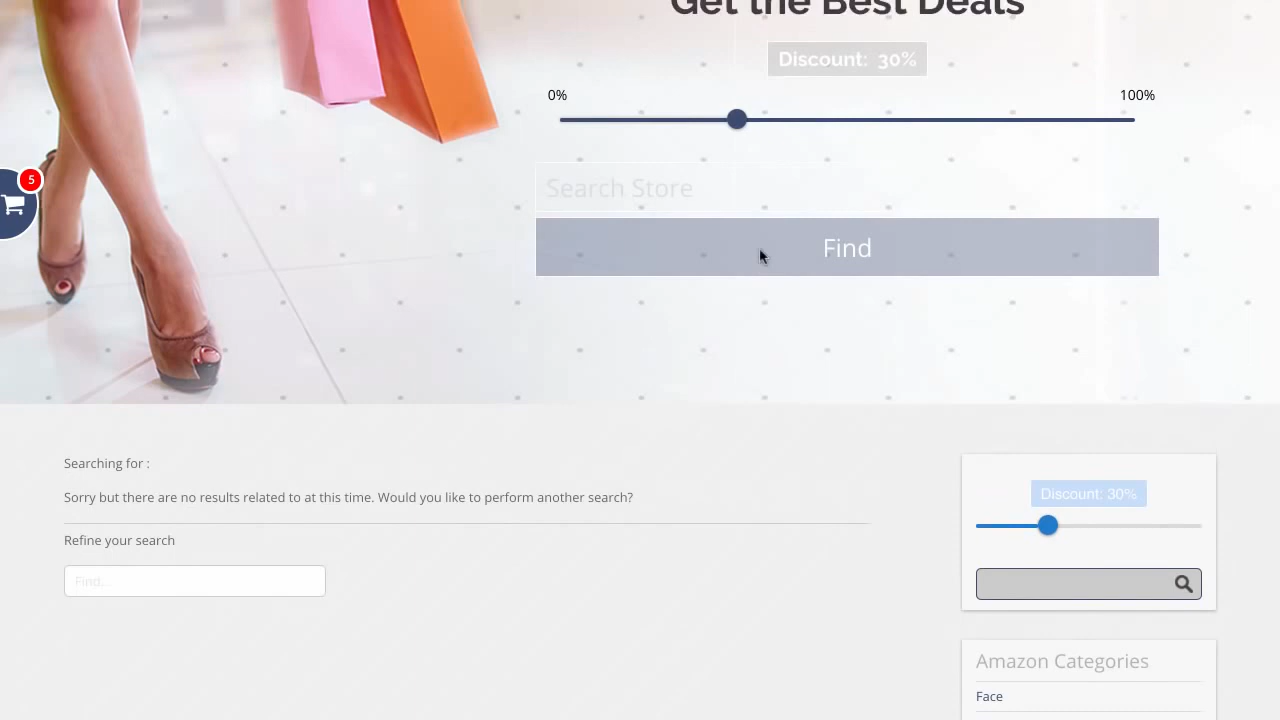 Get the Best Deals
Discount: 30%
0% 100%
5
Search Store
Find
Searching for :
Sorry but there are no results related to at this time. Would you like to perform another search?
Refine your search
Find...
Discount: 30%
Amazon Categories
Face